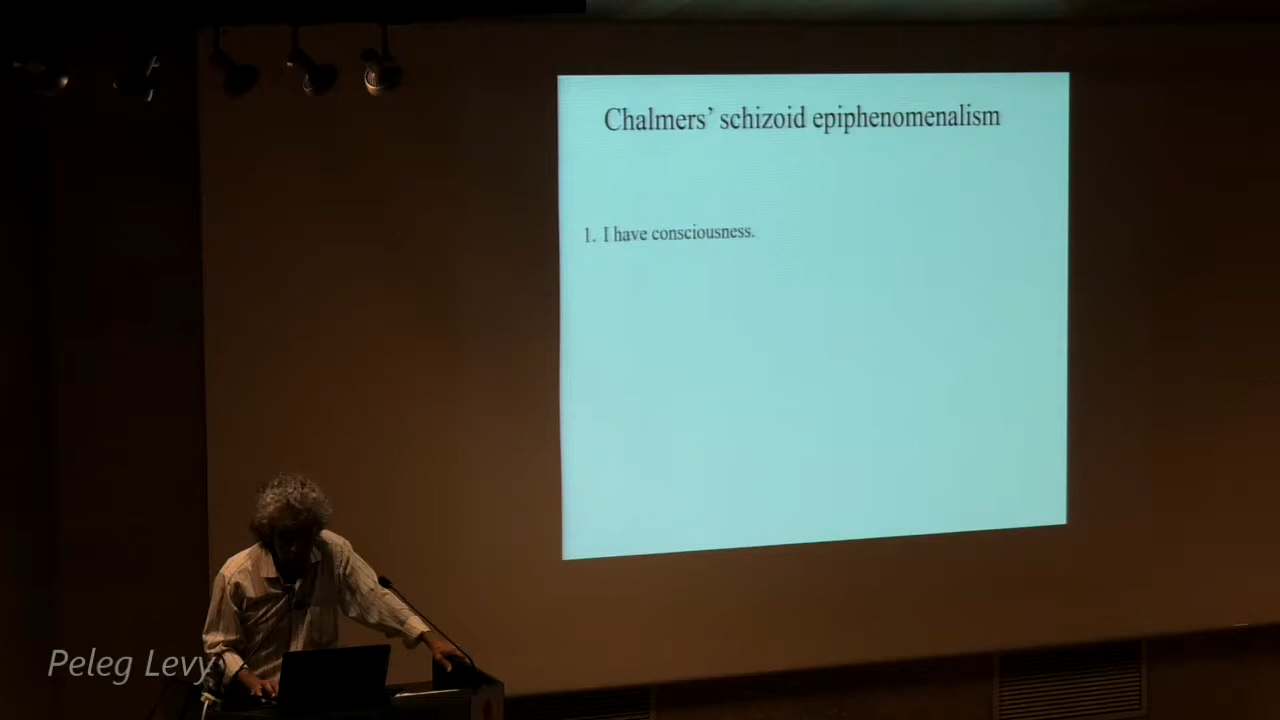 Chalmers’ schizoid epiphenomenalism
1. I have consciousness.
Peleg Levy